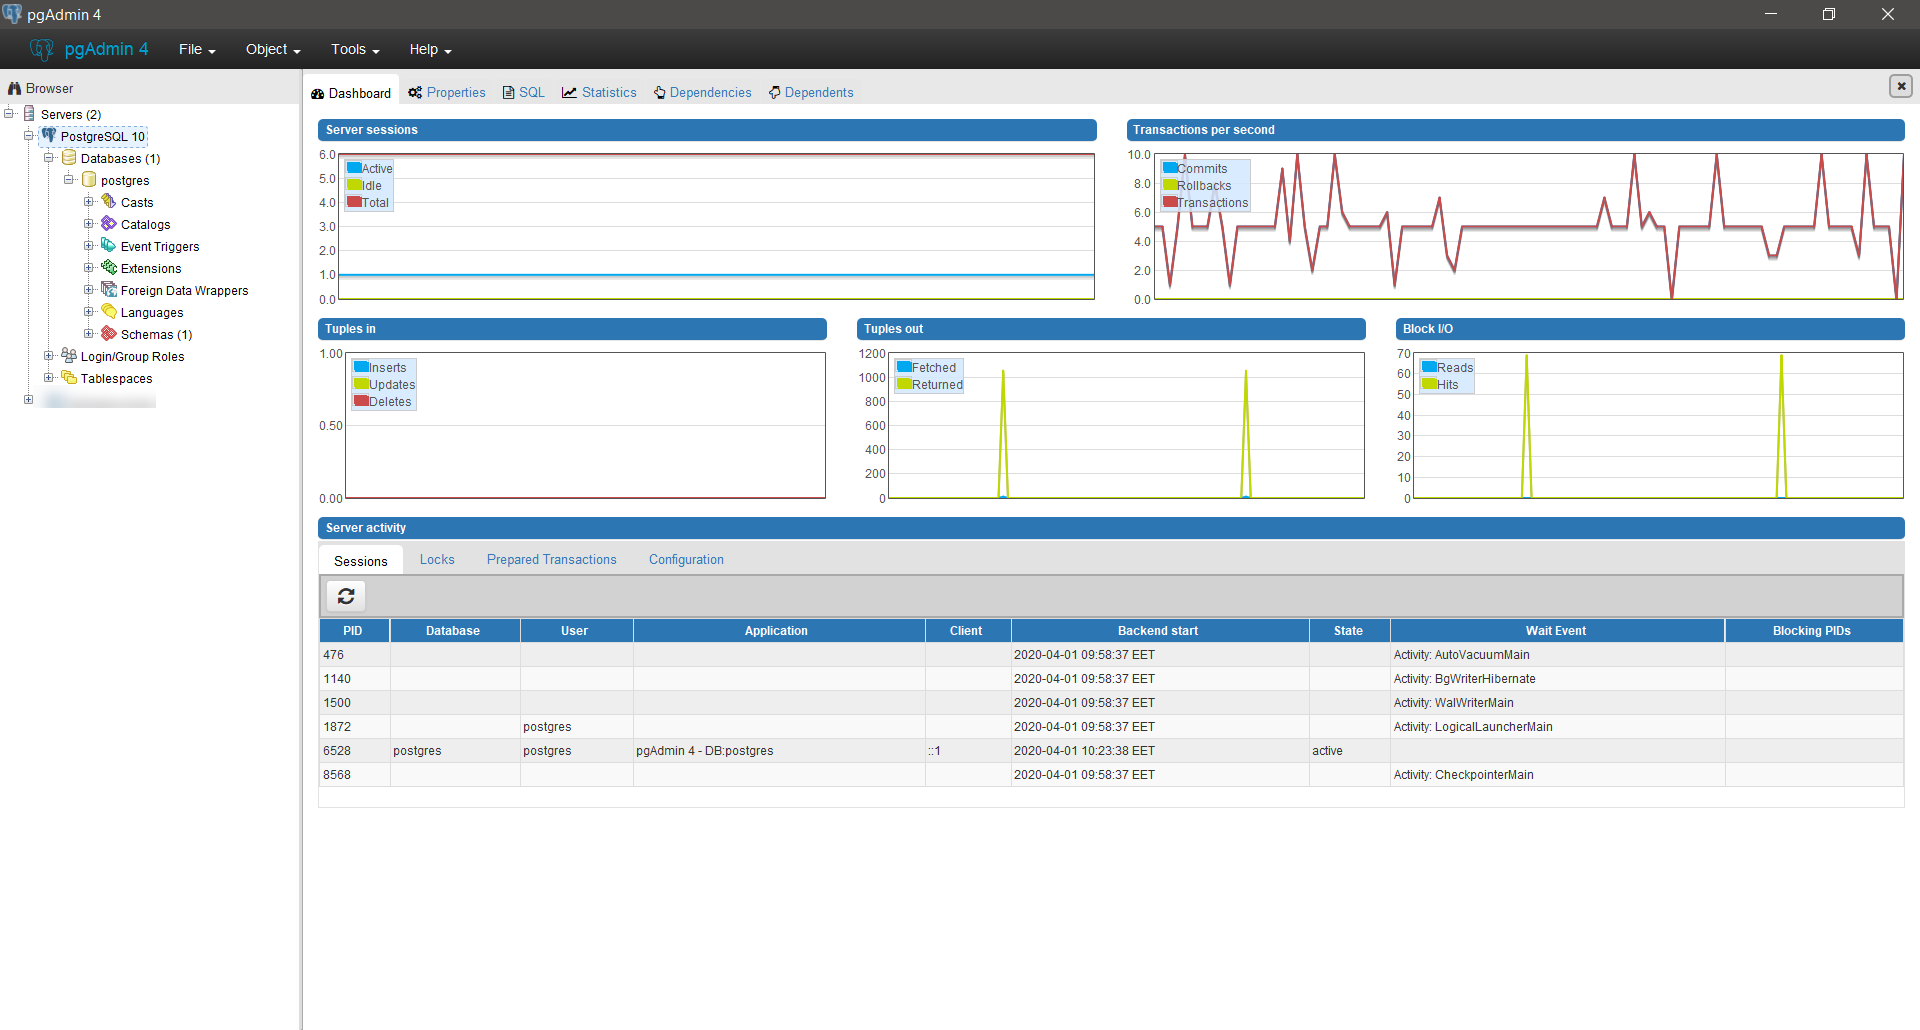 pgAdmin 4
pgAdmin 4 File Object Tools Help
Browser
Servers (2)
PostgreSQL 10
Databases (1)
postgres
Casts
Catalogs
Event Triggers
Extensions
Foreign Data Wrappers
Languages
Schemas (1)
Login/Group Roles
Tablespaces
Dashboard Properties SQL Statistics Dependencies Dependents
Server sessions
6.0
5.0
4.0
3.0
2.0
1.0
0.0
Active
Idle
Total
Transactions per second
10.0
8.0
6.0
4.0
2.0
0.0
Commits
Rollbacks
Transactions
Tuples in
1.00
0.50
0.00
Inserts
Updates
Deletes
Tuples out
1200
1000
800
600
400
200
0
Fetched
Returned
Block I/O
70
60
50
40
30
20
10
0
Reads
Hits
Server activity
Sessions Locks Prepared Transactions Configuration
PID Database User Application Client Backend start State Wait Event Blocking PIDs
476 2020-04-01 09:58:37 EET Activity: AutoVacuumMain
1140 2020-04-01 09:58:37 EET Activity: BgWriterHibernate
1500 2020-04-01 09:58:37 EET Activity: WalWriterMain
1872 postgres 2020-04-01 09:58:37 EET Activity: LogicalLauncherMain
6528 postgres postgres pgAdmin 4 - DB:postgres ::1 2020-04-01 10:23:38 EET active
8568 2020-04-01 09:58:37 EET Activity: CheckpointerMain